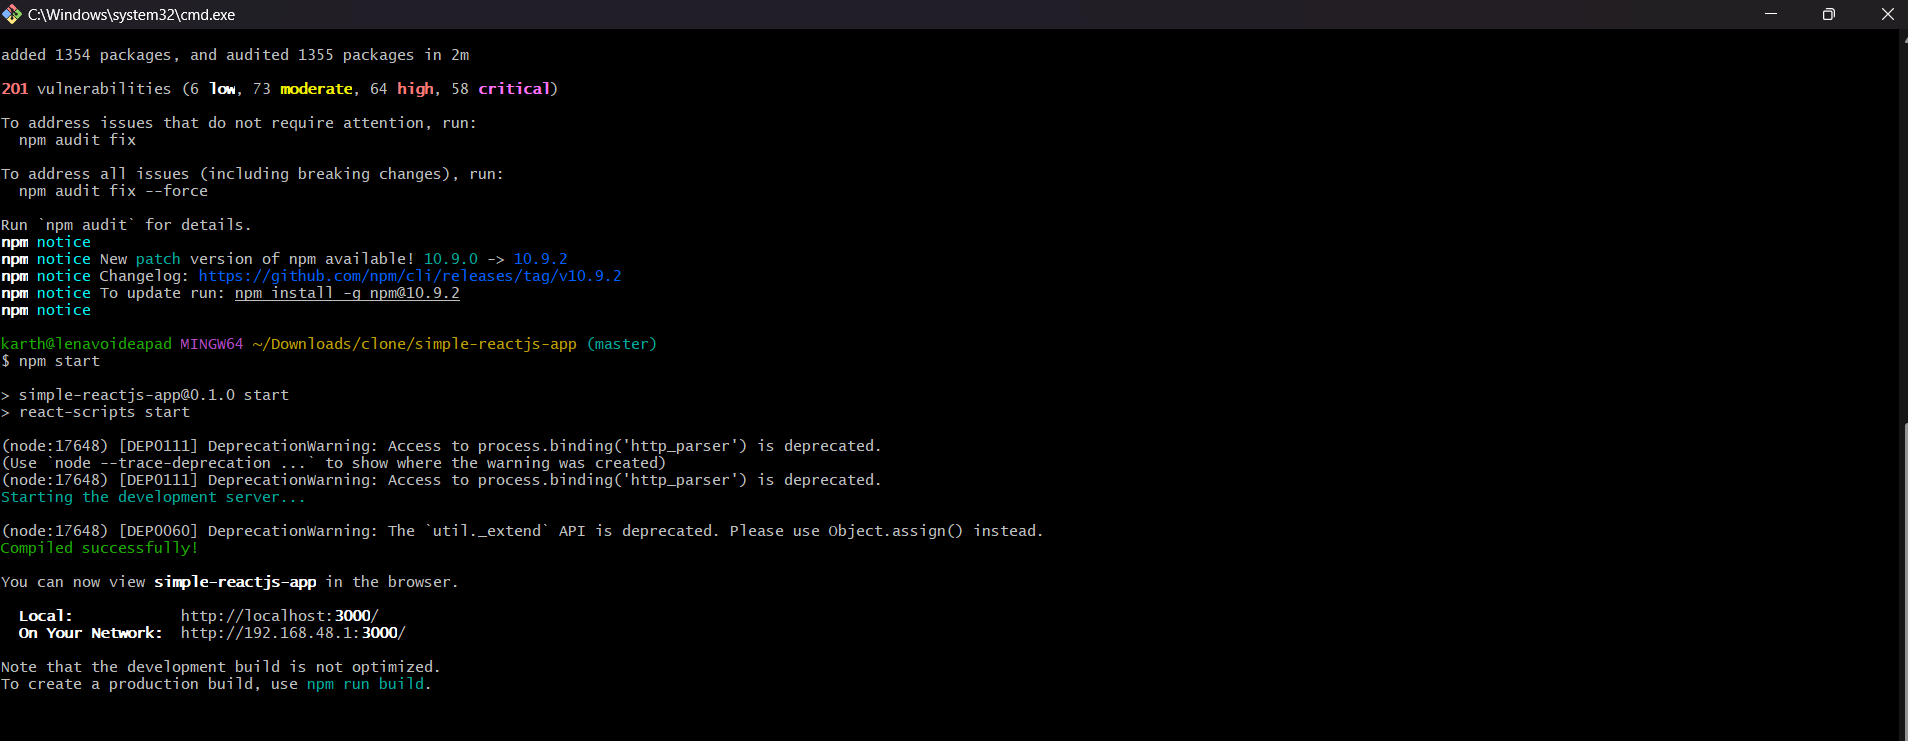 C:\Windows\system32\cmd.exe
added 1354 packages, and audited 1355 packages in 2m
201 vulnerabilities (6 low, 73 moderate, 64 high, 58 critical)
To address issues that do not require attention, run:
  npm audit fix
To address all issues (including breaking changes), run:
  npm audit fix --force
Run `npm audit` for details.
npm notice
npm notice New patch version of npm available! 10.9.0 -> 10.9.2
npm notice Changelog: https://github.com/npm/cli/releases/tag/v10.9.2
npm notice To update run: npm install -g npm@10.9.2
npm notice
karth@lenavoideapad MINGW64 ~/Downloads/clone/simple-reactjs-app (master)
$ npm start
> simple-reactjs-app@0.1.0 start
> react-scripts start
(node:17648) [DEP0111] DeprecationWarning: Access to process.binding('http_parser') is deprecated.
(Use `node --trace-deprecation ...` to show where the warning was created)
(node:17648) [DEP0111] DeprecationWarning: Access to process.binding('http_parser') is deprecated.
Starting the development server...
(node:17648) [DEP0060] DeprecationWarning: The `util._extend` API is deprecated. Please use Object.assign() instead.
Compiled successfully!
You can now view simple-reactjs-app in the browser.
  Local:            http://localhost:3000/
  On Your Network:  http://192.168.48.1:3000/
Note that the development build is not optimized.
To create a production build, use npm run build.